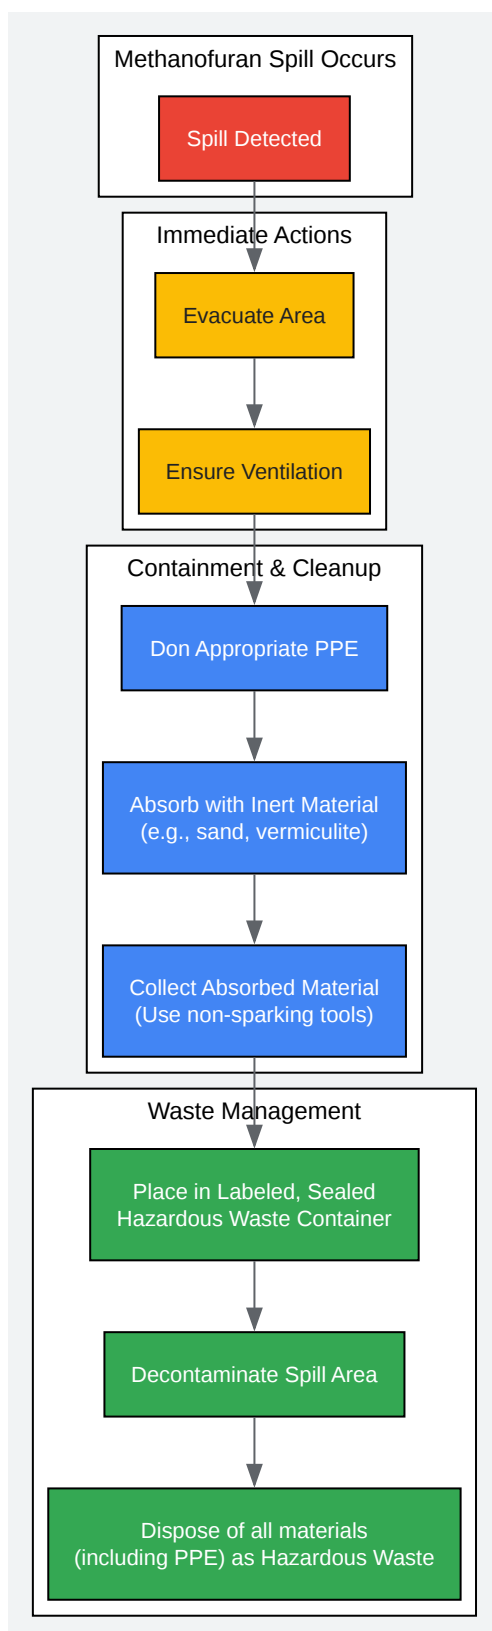 Methanofuran Spill Occurs
Spill Detected
Immediate Actions
Evacuate Area
Ensure Ventilation
Containment & Cleanup
Don Appropriate PPE
Absorb with Inert Material
(e.g., sand, vermiculite)
Collect Absorbed Material
(Use non-sparking tools)
Waste Management
Place in Labeled, Sealed
Hazardous Waste Container
Decontaminate Spill Area
Dispose of all materials
(including PPE) as Hazardous Waste